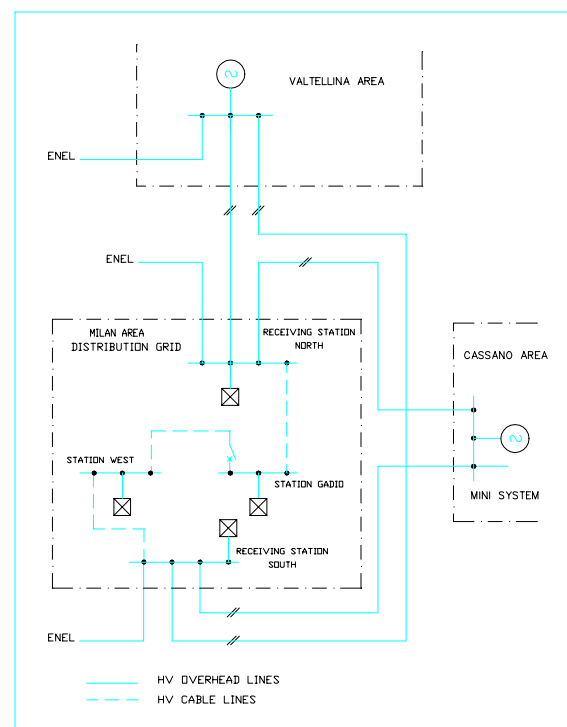 VALTELLINA AREA
ENEL
ENEL
MILAN AREA
DISTRIBUTION GRID
RECEIVING STATION
NORTH
CASSANO AREA
STATION WEST
STATION GADIO
MINI SYSTEM
RECEIVING STATION
SOUTH
ENEL
HV OVERHEAD LINES
HV CABLE LINES